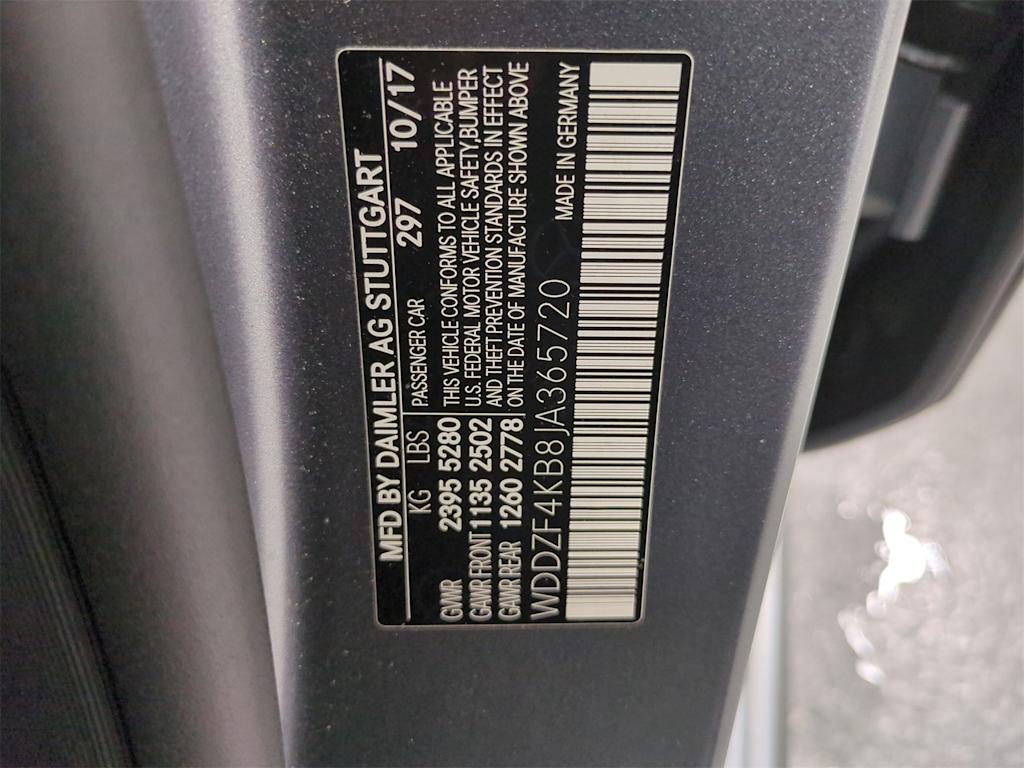 MFD BY DAIMLER AG STUTTGART
KG LBS 297 10/17
GVWR 2395 5280
GAWR FRONT 1135 2502
GAWR REAR 1260 2778
PASSENGER CAR
THIS VEHICLE CONFORMS TO ALL APPLICABLE
U.S. FEDERAL MOTOR VEHICLE SAFETY,BUMPER
AND THEFT PREVENTION STANDARDS IN EFFECT
ON THE DATE OF MANUFACTURE SHOWN ABOVE
WDDZF4KB8JA365720 MADE IN GERMANY